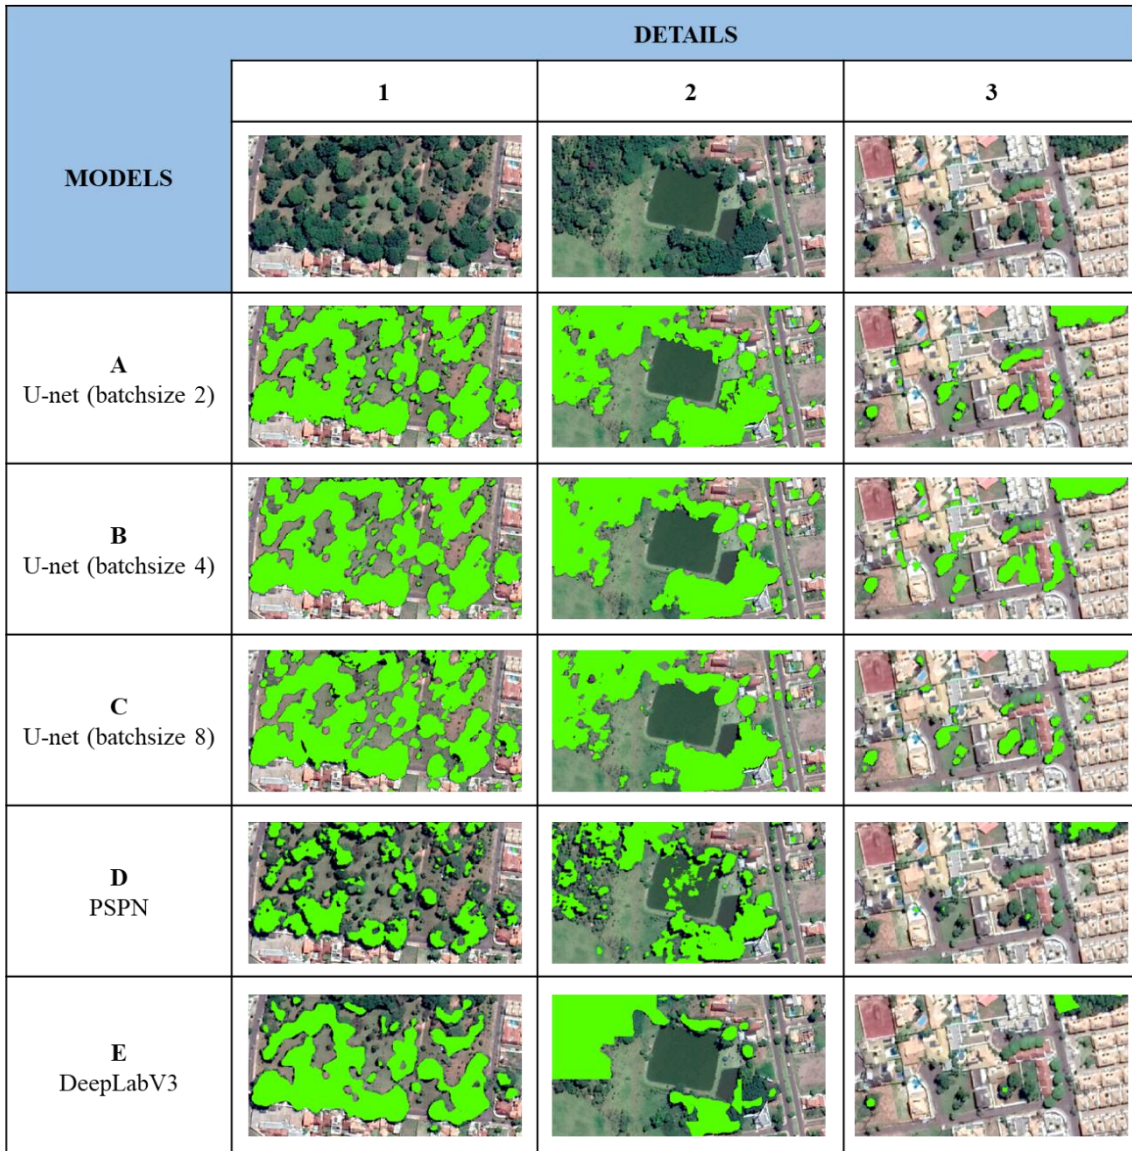 DETAILS
1 2 3
MODELS
A
U-net (batchsize 2)
B
U-net (batchsize 4)
C
U-net (batchsize 8)
D
PSPN
E
DeepLabV3